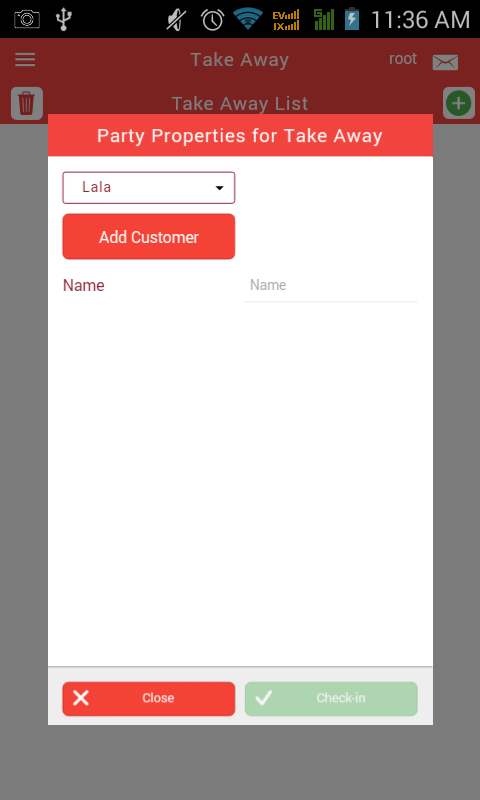 EV
1X
G
11:36 AM
Take Away
root
Take Away List
Party Properties for Take Away
Lala
Add Customer
Name
Name
Close
Check-in